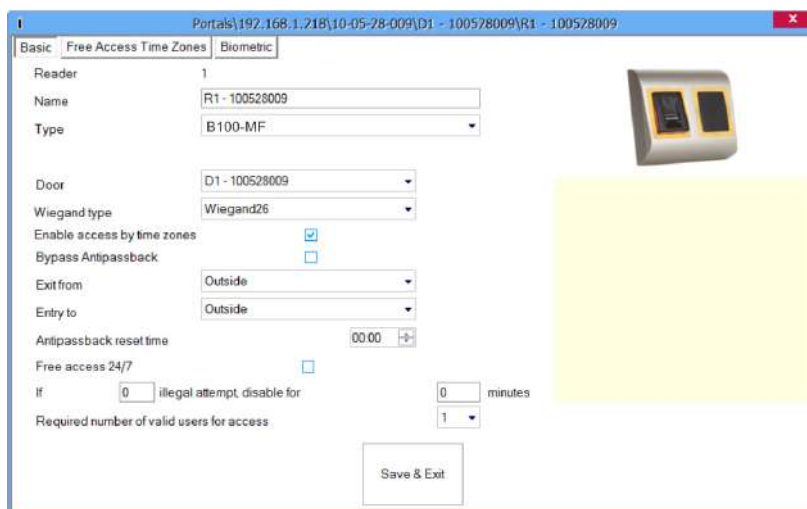 Portals\192.168.1.218\10-05-28-009\D1 - 100528009\R1 - 100528009
x
Basic Free Access Time Zones Biometric
Reader 1
Name R1 - 100528009
Type B100-MF
Door D1 - 100528009
Wiegand type Wiegand26
Enable access by time zones
Bypass Antipassback
Exit from Outside
Entry to Outside
Antipassback reset time 00:00
Free access 24/7
If 0 illegal attempt, disable for 0 minutes
Required number of valid users for access 1
Save & Exit